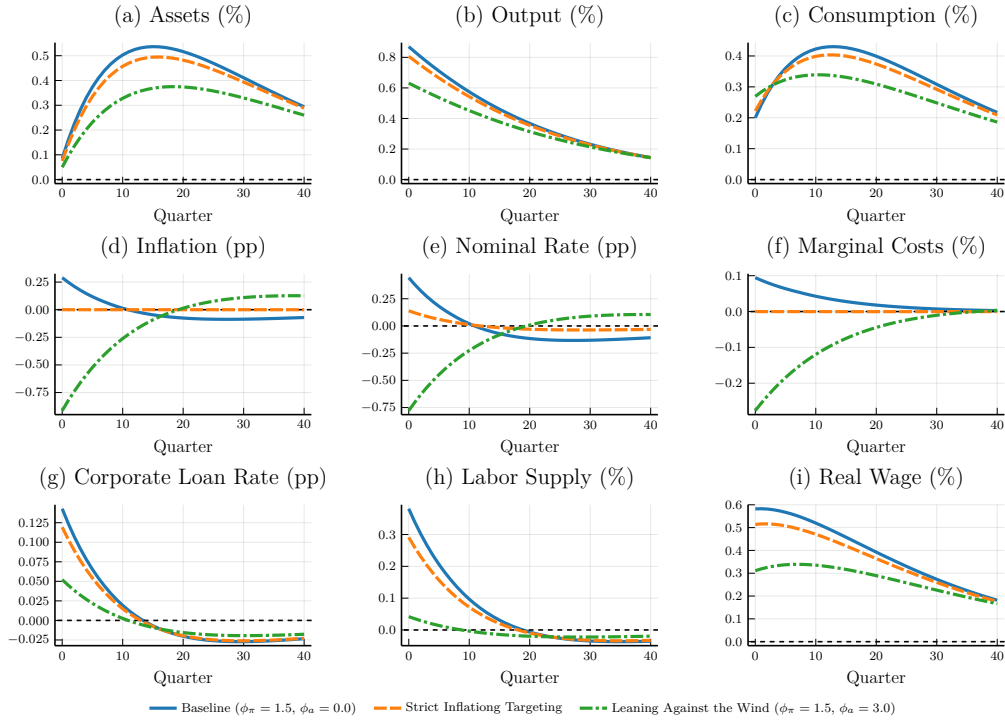 (a) Assets (%)
(b) Output (%)
(c) Consumption (%)
0.5
0.4
0.3
0.2
0.1
0.0
0 10 20 30 40
Quarter
0.8
0.6
0.4
0.2
0.0
0 10 20 30 40
Quarter
0.4
0.3
0.2
0.1
0.0
0 10 20 30 40
Quarter
(d) Inflation (pp)
(e) Nominal Rate (pp)
(f) Marginal Costs (%)
0.25
0.00
−0.25
−0.50
−0.75
0 10 20 30 40
Quarter
0.25
0.00
−0.25
−0.50
−0.75
0 10 20 30 40
Quarter
0.1
0.0
−0.1
−0.2
0 10 20 30 40
Quarter
(g) Corporate Loan Rate (pp)
(h) Labor Supply (%)
(i) Real Wage (%)
0.125
0.100
0.075
0.050
0.025
0.000
−0.025
0 10 20 30 40
Quarter
0.3
0.2
0.1
0.0
0 10 20 30 40
Quarter
0.6
0.5
0.4
0.3
0.2
0.1
0.0
0 10 20 30 40
Quarter
Baseline (ϕπ = 1.5, ϕa = 0.0) Strict Inflationg Targeting Leaning Against the Wind (ϕπ = 1.5, ϕa = 3.0)